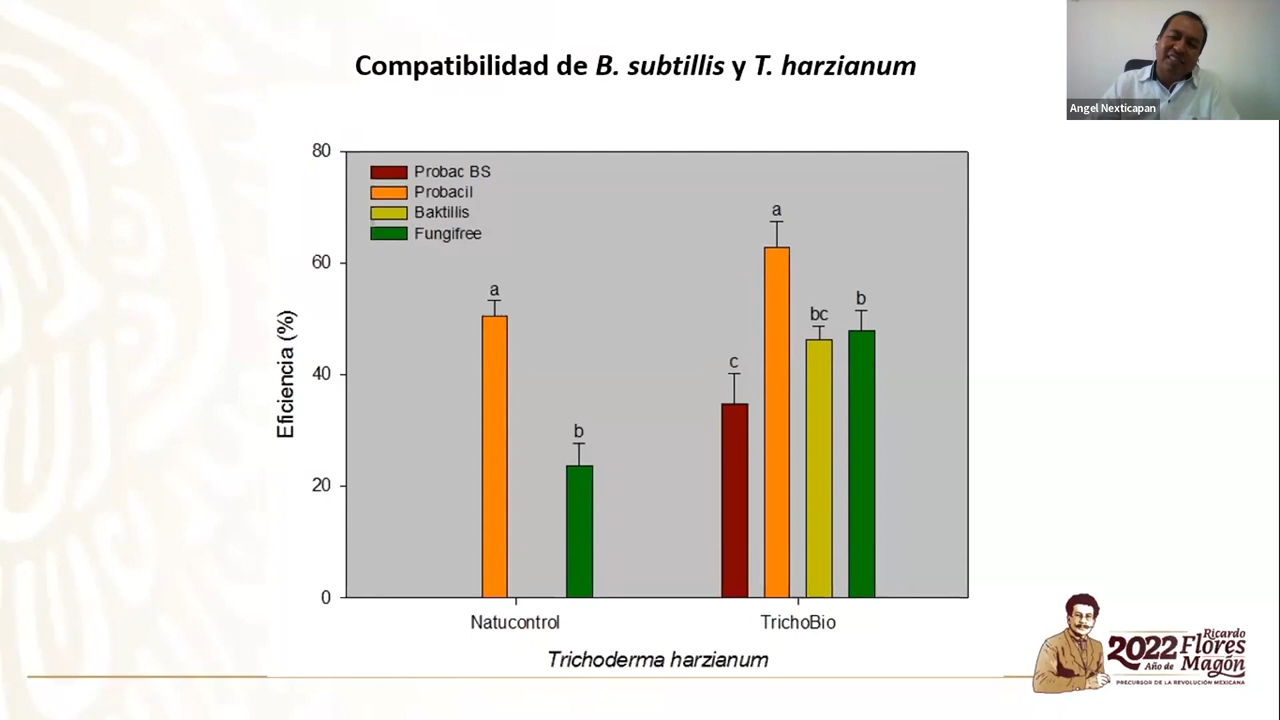 Compatibilidad de B. subtillis y T. harzianum
Angel Nexticapan
80
60
40
20
0
Eficiencia (%)
Probac BS
Probacil
Baktillis
Fungifree
a
b
c
a
bc
b
Natucontrol
TrichoBio
Trichoderma harzianum
2022
Año de
Ricardo
Flores
Magón
PRECURSOR DE LA REVOLUCIÓN MEXICANA